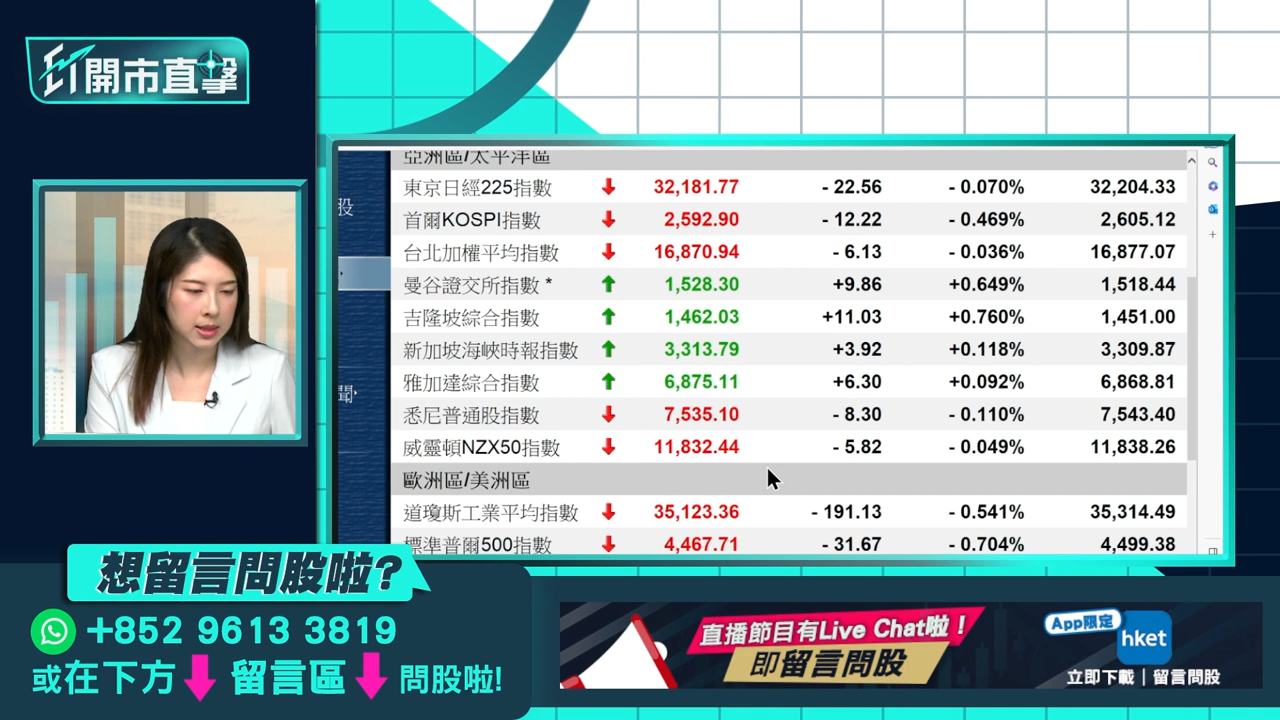 ET開市直擊
亞洲區/太平洋區
東京日經225指數 32,181.77 - 22.56 - 0.070% 32,204.33
股
首爾KOSPI指數 2,592.90 - 12.22 - 0.469% 2,605.12
台北加權平均指數 16,870.94 - 6.13 - 0.036% 16,877.07
曼谷證交所指數 * 1,528.30 +9.86 +0.649% 1,518.44
吉隆坡綜合指數 1,462.03 +11.03 +0.760% 1,451.00
新加坡海峽時報指數 3,313.79 +3.92 +0.118% 3,309.87
雅加達綜合指數 6,875.11 +6.30 +0.092% 6,868.81
聞
悉尼普通股指數 7,535.10 - 8.30 - 0.110% 7,543.40
威靈頓NZX50指數 11,832.44 - 5.82 - 0.049% 11,838.26
歐洲區/美洲區
道瓊斯工業平均指數 35,123.36 - 191.13 - 0.541% 35,314.49
標準普爾500指數 4,467.71 - 31.67 - 0.704% 4,499.38
想留言問股啦?
+852 9613 3819
或在下方 留言區 問股啦!
直播節目有Live Chat啦!
即留言問股
App限定
hket
立即下載|留言問股